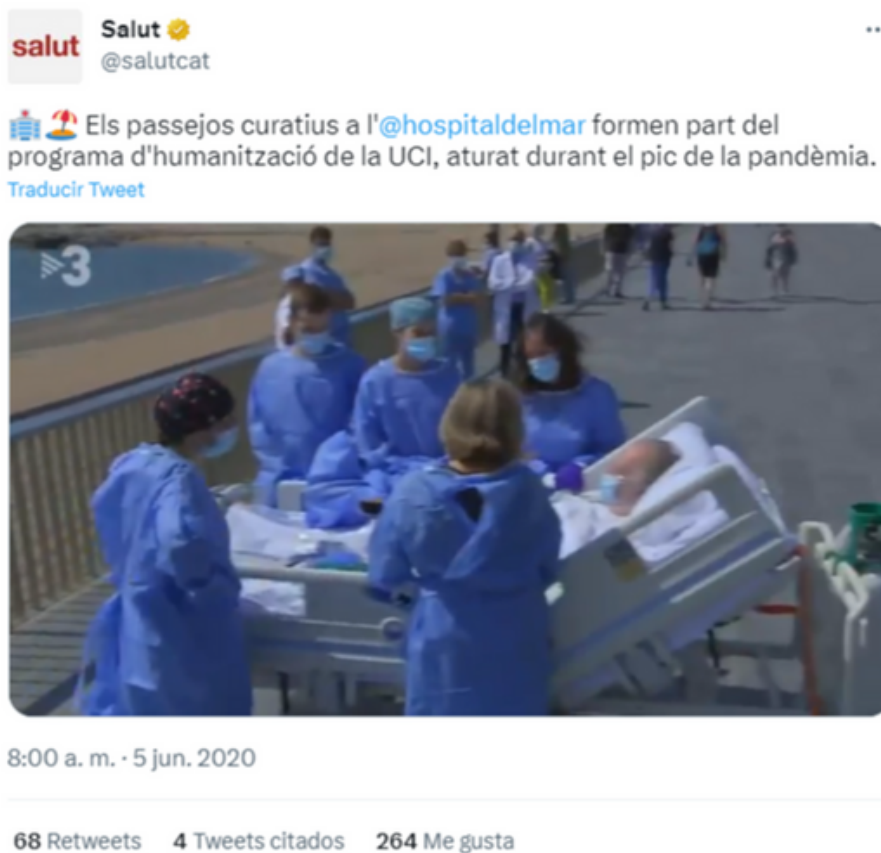 salut
Salut
@salutcat
Els passejos curatius a l'@hospitaldelmar formen part del
programa d'humanització de la UCI, aturat durant el pic de la pandèmia.
Traducir Tweet
3
8:00 a. m. · 5 jun. 2020
68 Retweets 4 Tweets citados 264 Me gusta